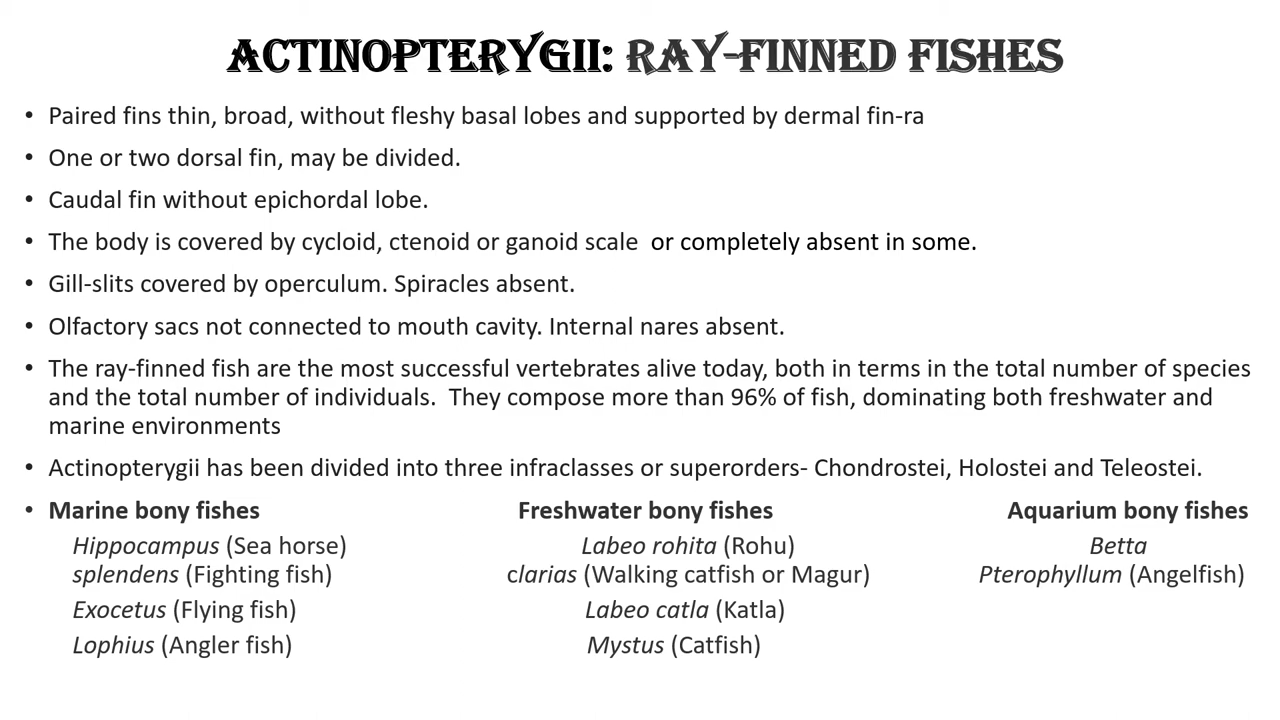 ACTINOPTERYGII: RAY-FINNED FISHES
• Paired fins thin, broad, without fleshy basal lobes and supported by dermal fin-ra
• One or two dorsal fin, may be divided.
• Caudal fin without epichordal lobe.
• The body is covered by cycloid, ctenoid or ganoid scale or completely absent in some.
• Gill-slits covered by operculum. Spiracles absent.
• Olfactory sacs not connected to mouth cavity. Internal nares absent.
• The ray-finned fish are the most successful vertebrates alive today, both in terms in the total number of species
and the total number of individuals. They compose more than 96% of fish, dominating both freshwater and
marine environments
• Actinopterygii has been divided into three infraclasses or superorders- Chondrostei, Holostei and Teleostei.
• Marine bony fishes Freshwater bony fishes Aquarium bony fishes
Hippocampus (Sea horse) Labeo rohita (Rohu) Betta
splendens (Fighting fish) clarias (Walking catfish or Magur) Pterophyllum (Angelfish)
Exocetus (Flying fish) Labeo catla (Katla)
Lophius (Angler fish) Mystus (Catfish)